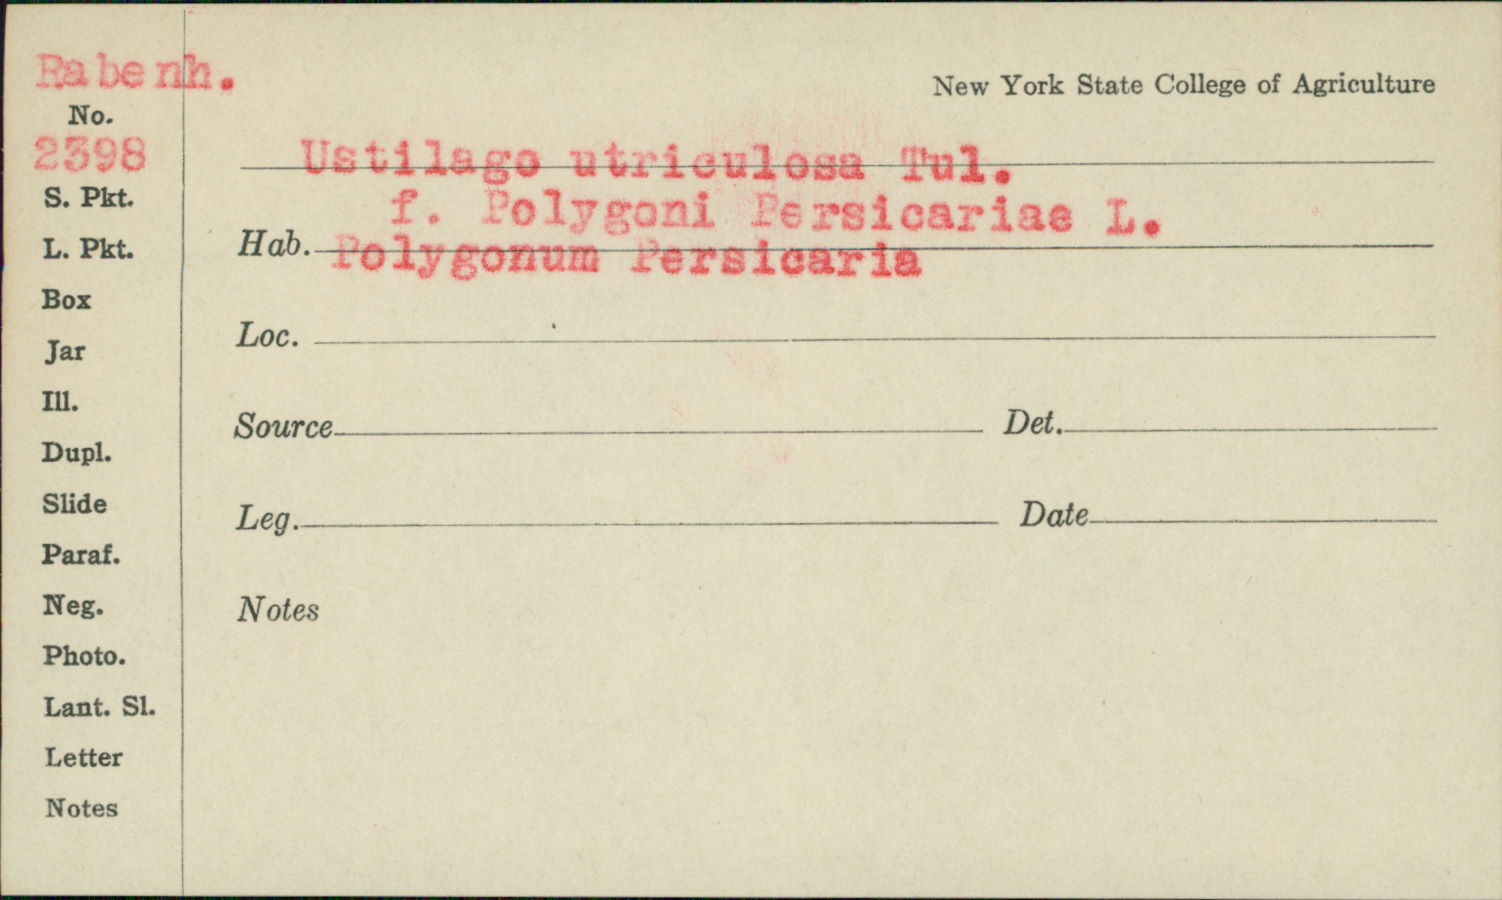 Rabenh.
New York State College of Agriculture
No.
2398
Ustilago utriculosa Tul.
f. Polygoni Persicariae L.
Hab. Polygonum Persicaria
S. Pkt.
L. Pkt.
Box
Jar
Ill.
Dupl.
Slide
Paraf.
Neg.
Photo.
Lant. Sl.
Letter
Notes
Loc.
Source
Det.
Leg.
Date
Notes